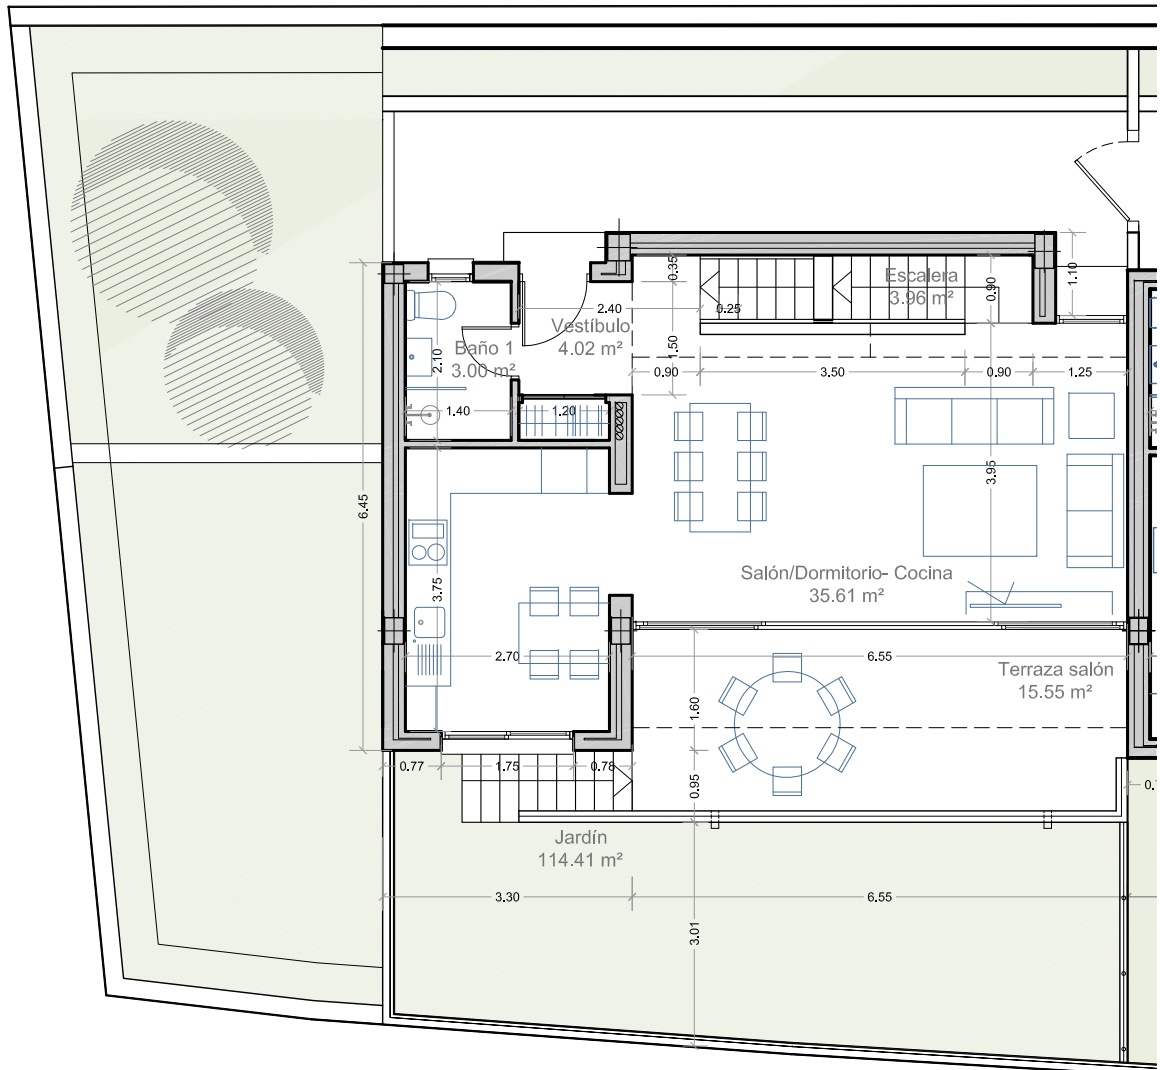 0.35
Escalera
3.96 m²
0.90
1.10
2.40
0.25
Vestíbulo
4.02 m²
Baño 1
3.00 m²
2.10
1.50
0.90
3.50
0.90
1.25
1.40
1.20
3.95
6.45
3.75
Salón/Dormitorio- Cocina
35.61 m²
2.70
6.55
Terraza salón
15.55 m²
1.60
0.77
1.75
0.78
0.95
Jardín
114.41 m²
3.30
6.55
3.01